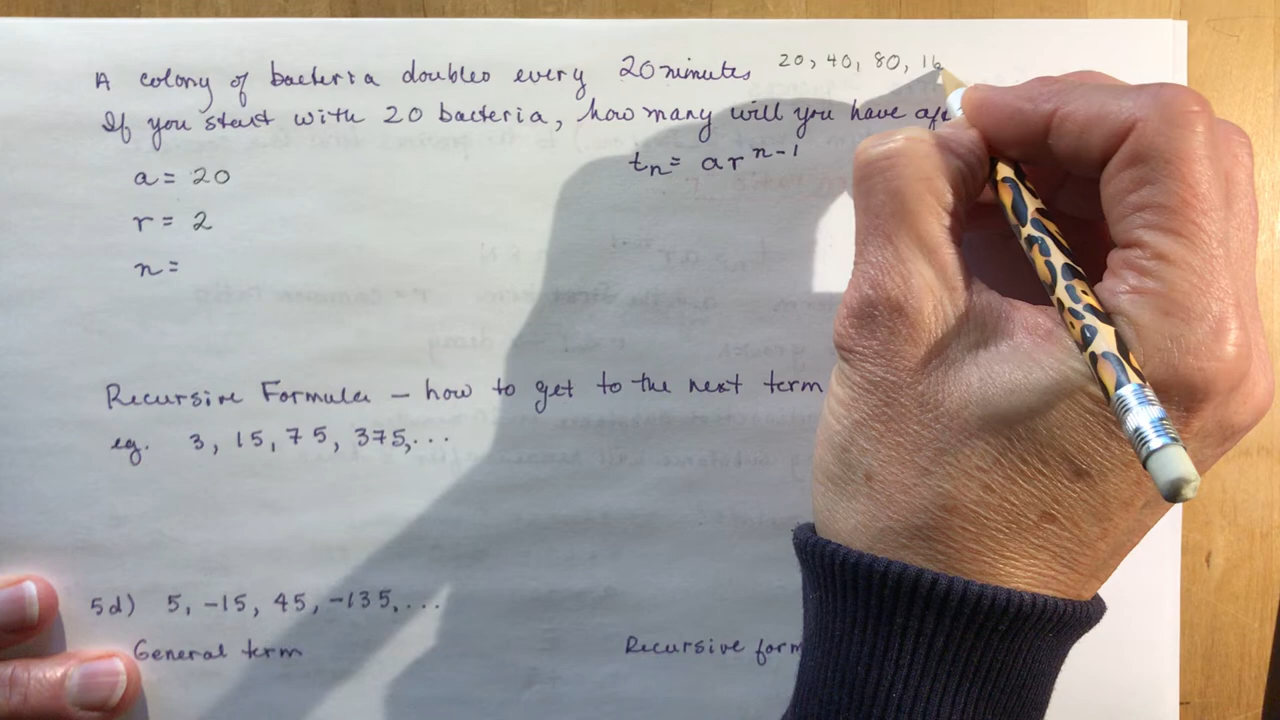 A colony of bacteria doubles every 20 minutes 20, 40, 80, 16
If you start with 20 bacteria, how many will you have
a = 20 tn = ar^n-1
r = 2
n =
Recursive Formula – how to get to the next term
eg. 3, 15, 75, 375,...
5d) 5, -15, 45, -135,...
General term Recursive form